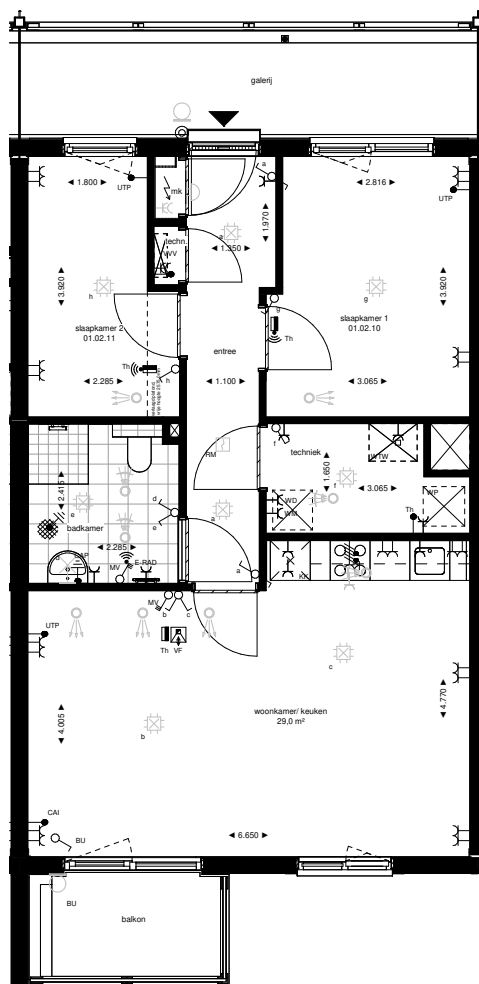 galerij
a
mk
1.800
2.816
UTP
UTP
1.970
a
techn.
WV
1.350
3.920
h
g
3.920
slaapkamer 2
01.02.11
slaapkamer 1
01.02.10
g
Th
entree
Th
h
2.285
1.100
3.065
f
techniek
RM
WTW
1.650
f
3.065
2.415
WD
WM
WP
Th
d
e
e
a
badkamer
2.285
d
AP
MV
E-RAD
a
KK
MV
b
c
UTP
Th
VF
c
4.005
woonkamer/ keuken
29,0 m²
4.770
b
CAI
BU
6.650
BU
balkon